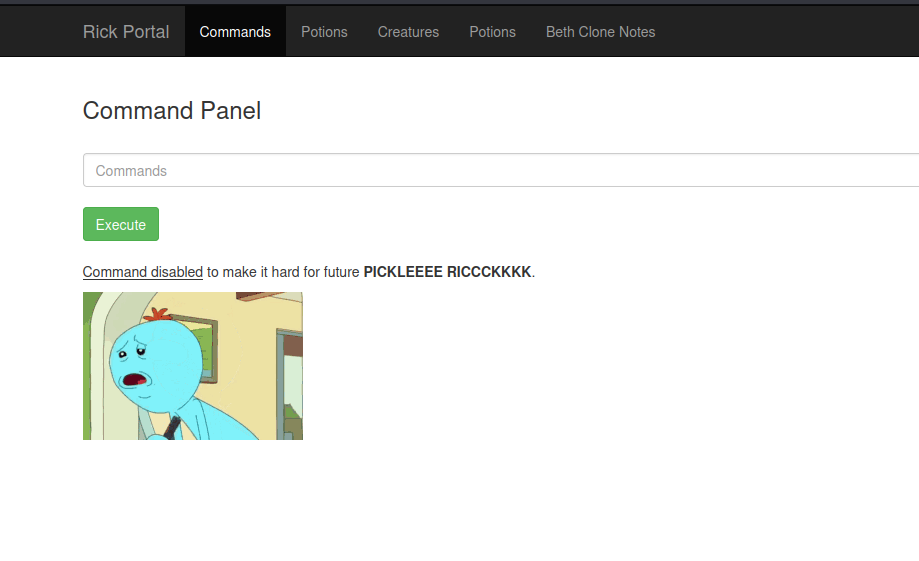 Rick Portal Commands Potions Creatures Potions Beth Clone Notes
Command Panel
Commands
Execute
Command disabled to make it hard for future PICKLEEEE RICCCKKKK.